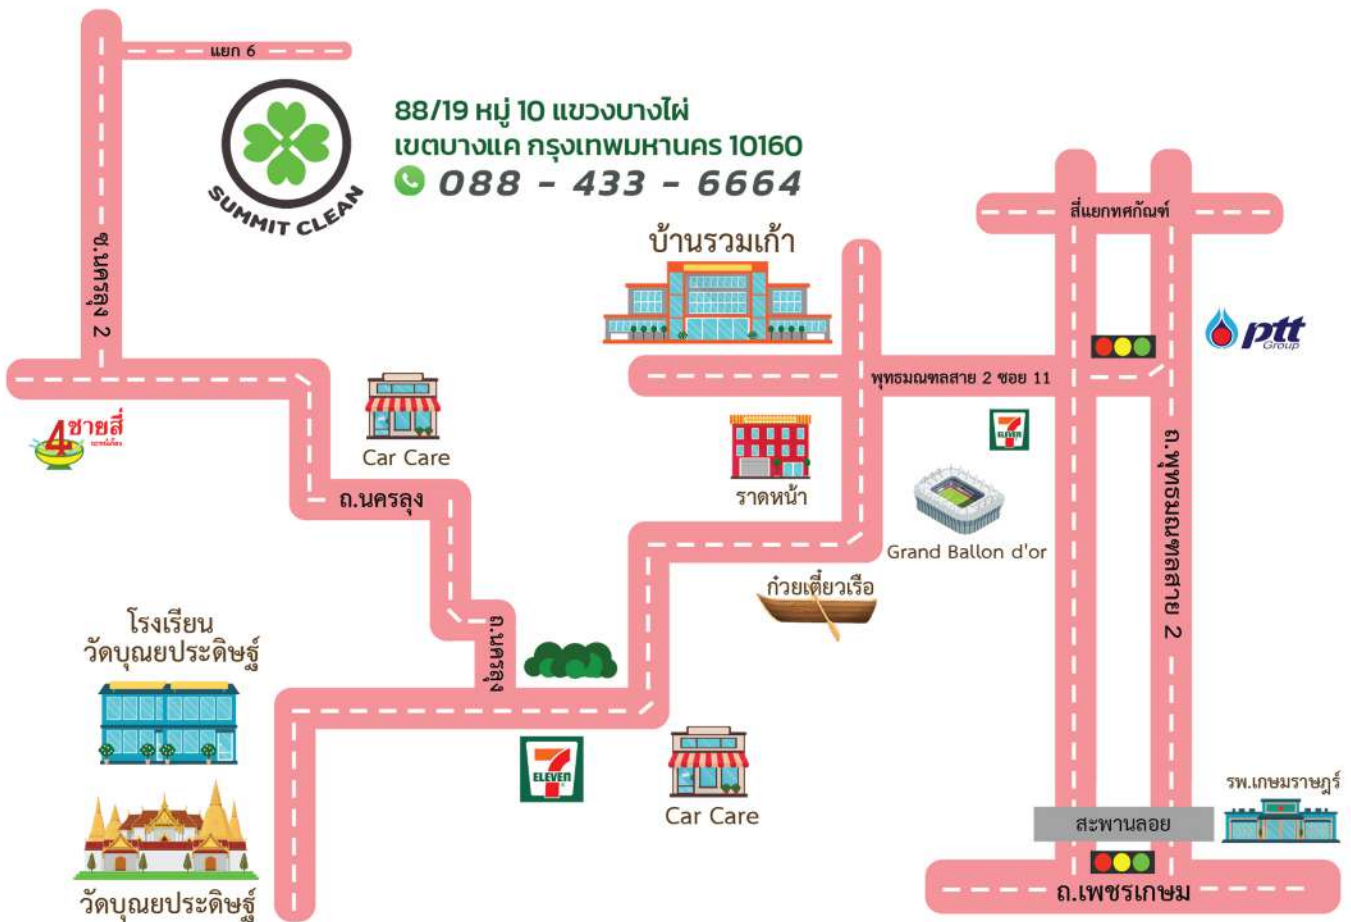 แยก 6
SUMMIT CLEAN
88/19 หมู่ 10 แขวงบางไผ่
เขตบางแค กรุงเทพมหานคร 10160
088 - 433 - 6664
สี่แยกทศกัณฑ์
บ้านรวมเก้า
ซ.นครลุง 2
ptt
Group
พุทธมณฑลสาย 2 ซอย 11
4 ชายสี่
Car Care
7 ELEVEN
ราดหน้า
ถ.นครลุง
Grand Ballon d'or
ถ.พุทธมณฑลสาย 2
ก๋วยเตี๋ยวเรือ
โรงเรียน
วัดบุณยประดิษฐ์
ถ.นครลุง
7 ELEVEN
Car Care
รพ.เกษมราษฎร์
สะพานลอย
ถ.เพชรเกษม
วัดบุณยประดิษฐ์